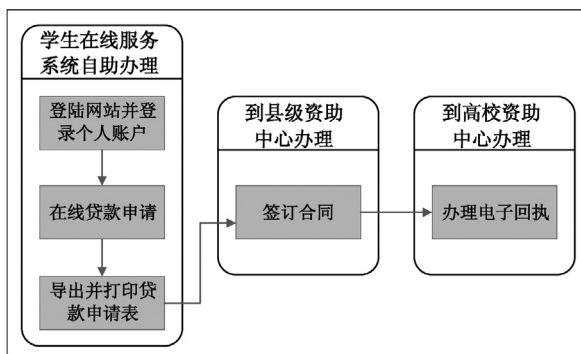 学生在线服务
系统自助办理
登陆网站并登
录个人账户
在线贷款申请
导出并打印贷
款申请表
到县级资助
中心办理
签订合同
到高校资助
中心办理
办理电子回执